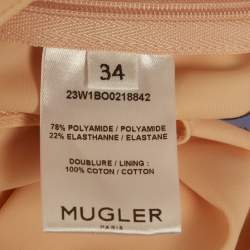 34
23W1BO0218842
78% POLYAMIDE / POLYAMIDE
22% ELASTHANNE / ELASTANE
DOUBLURE / LINING :
100% COTON / COTTON
MUGLER
PARIS